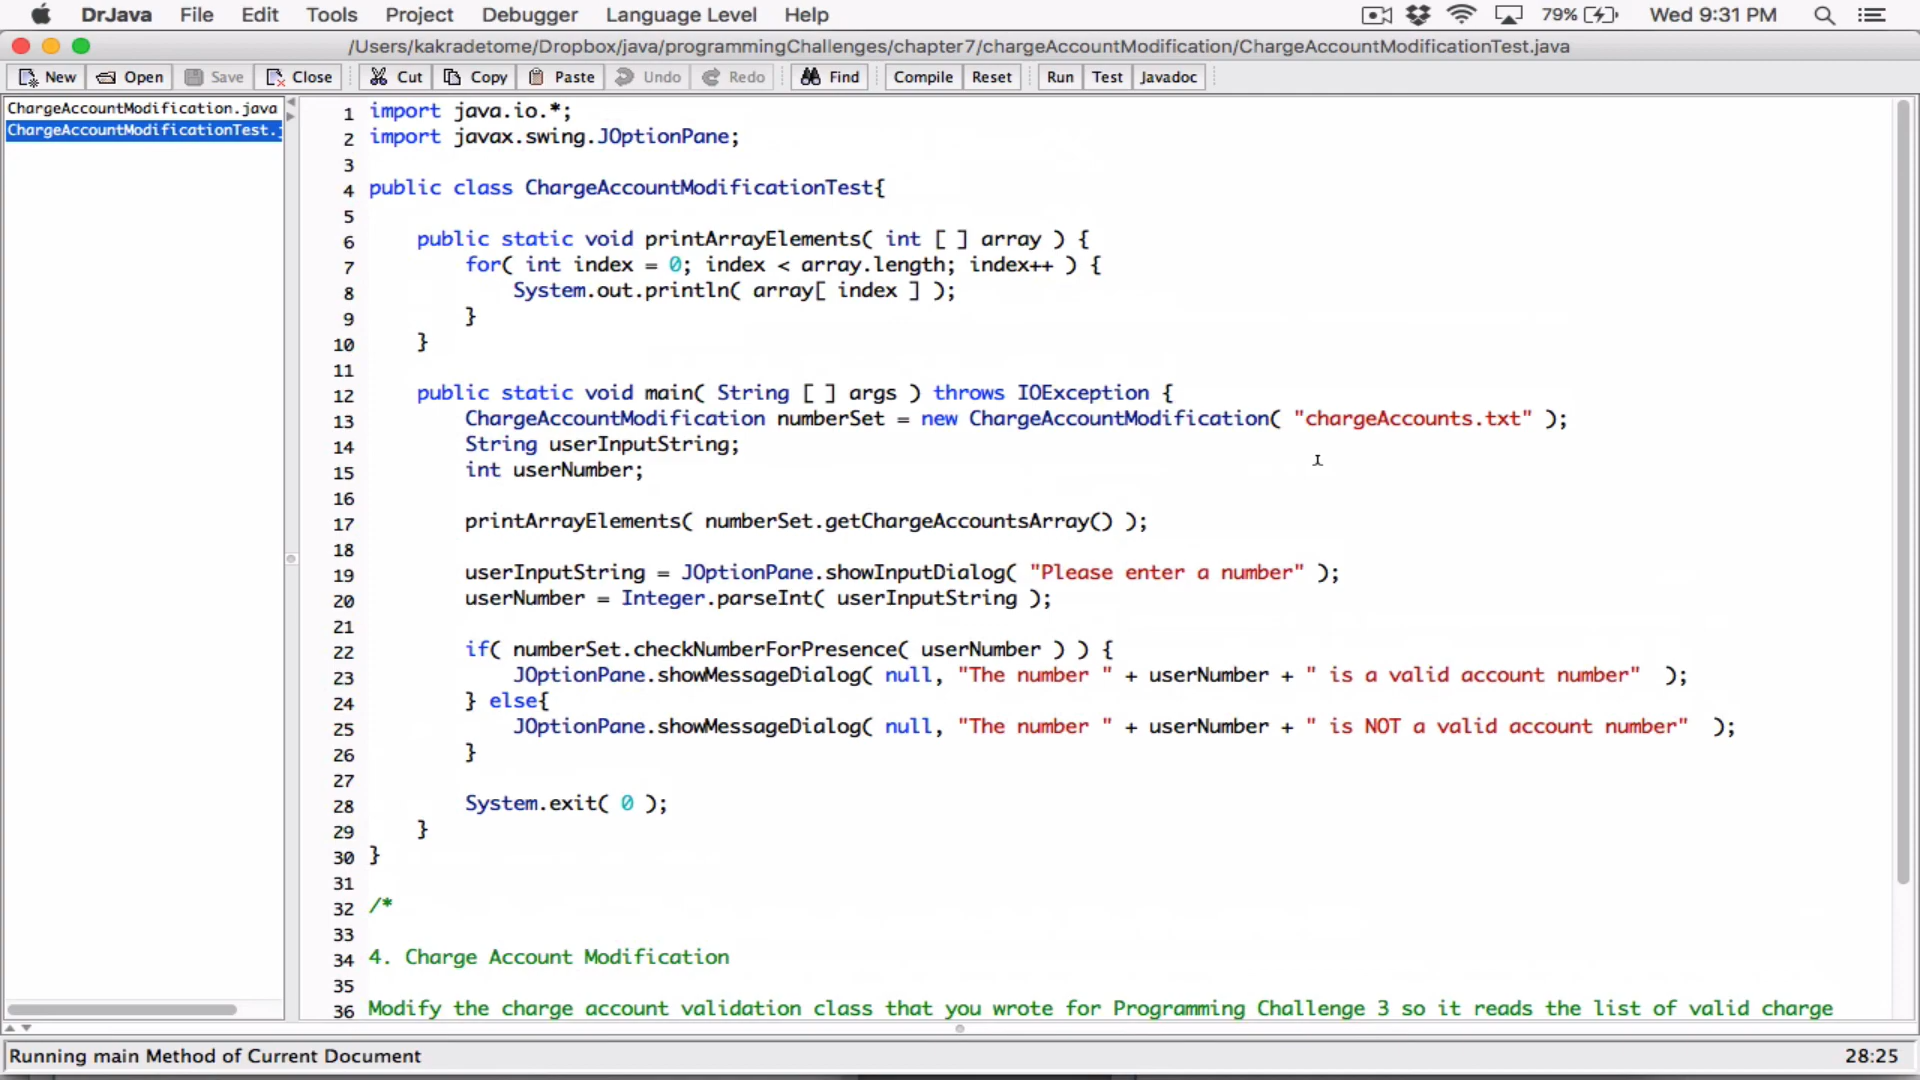 DrJava File Edit Tools Project Debugger Language Level Help 79% Wed 9:31 PM
/Users/kakradetome/Dropbox/java/programmingChallenges/chapter7/chargeAccountModification/ChargeAccountModificationTest.java
New Open Save Close Cut Copy Paste Undo Redo Find Compile Reset Run Test Javadoc
ChargeAccountModification.java
ChargeAccountModificationTest.j
1 import java.io.*;
2 import javax.swing.JOptionPane;
3
4 public class ChargeAccountModificationTest{
5
6 public static void printArrayElements( int [ ] array ) {
7 for( int index = 0; index < array.length; index++ ) {
8 System.out.println( array[ index ] );
9 }
10 }
11
12 public static void main( String [ ] args ) throws IOException {
13 ChargeAccountModification numberSet = new ChargeAccountModification( "chargeAccounts.txt" );
14 String userInputString;
15 int userNumber;
16
17 printArrayElements( numberSet.getChargeAccountsArray() );
18
19 userInputString = JOptionPane.showInputDialog( "Please enter a number" );
20 userNumber = Integer.parseInt( userInputString );
21
22 if( numberSet.checkNumberForPresence( userNumber ) ) {
23 JOptionPane.showMessageDialog( null, "The number " + userNumber + " is a valid account number" );
24 } else{
25 JOptionPane.showMessageDialog( null, "The number " + userNumber + " is NOT a valid account number" );
26 }
27
28 System.exit( 0 );
29 }
30 }
31
32 /*
33
34 4. Charge Account Modification
35
36 Modify the charge account validation class that you wrote for Programming Challenge 3 so it reads the list of valid charge
Running main Method of Current Document 28:25